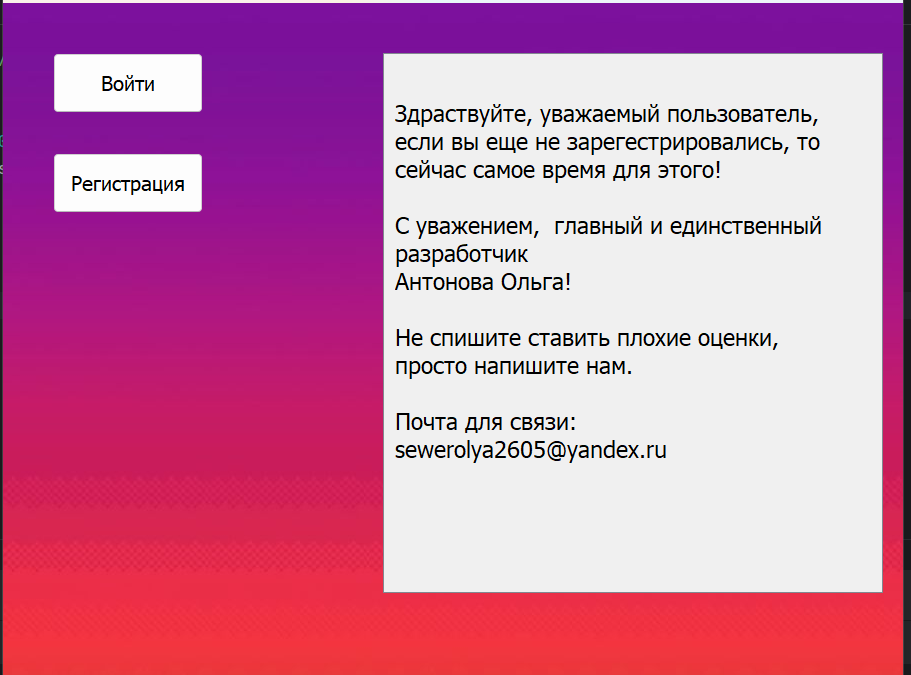 Войти
Регистрация
Здраствуйте, уважаемый пользователь,
если вы еще не зарегестрировались, то
сейчас самое время для этого!
С уважением,  главный и единственный
разработчик
Антонова Ольга!
Не спишите ставить плохие оценки,
просто напишите нам.
Почта для связи:
sewerolya2605@yandex.ru